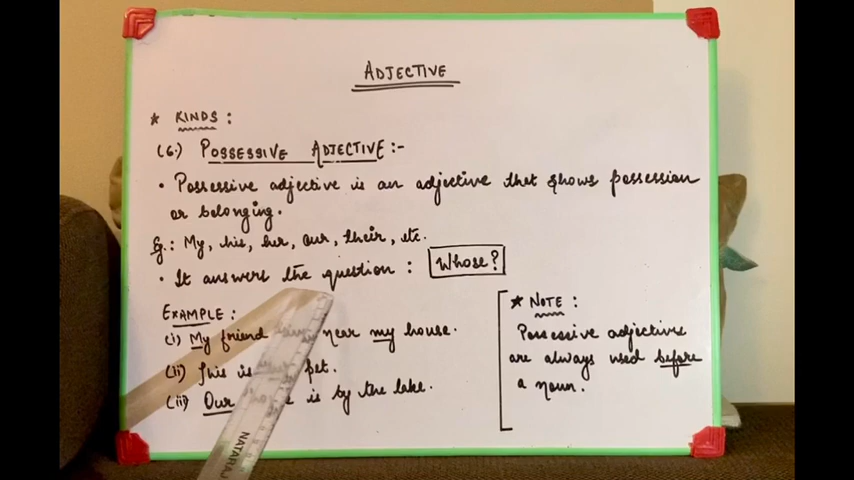 ADJECTIVE
* KINDS :
(6.) POSSESSIVE ADJECTIVE :-
• Possessive adjective is an adjective that shows possession
or belonging.
Eg.: My, his, her, our, their, etc.
• It answers the question : Whose?
EXAMPLE :
(i) My friend near my house.
(ii) This is pet.
(iii) Our is by the lake.
* NOTE :
Possessive adjectives
are always used before
a noun.
NATARAJ